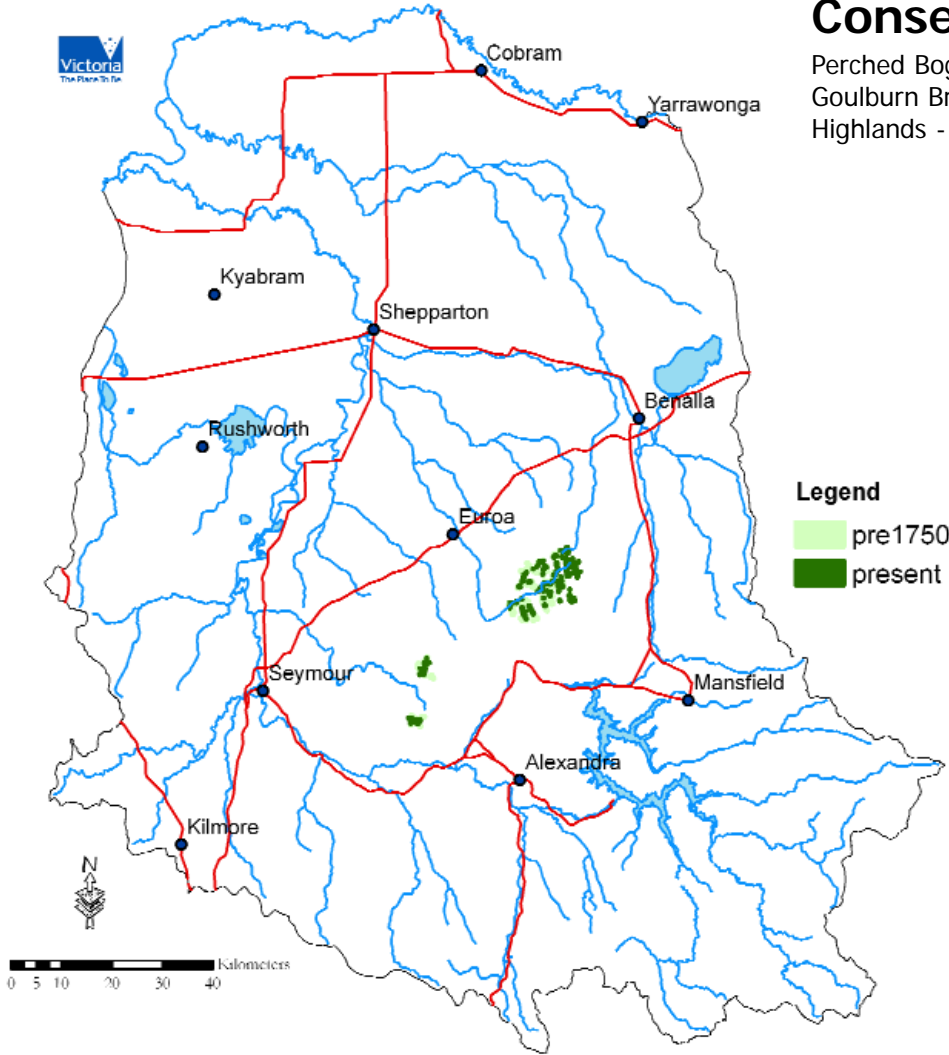 Conse
Perched Bog
Goulburn Br
Highlands -
Victoria
The Place To Be
Cobram
Yarrawonga
Kyabram
Shepparton
Benalla
Rushworth
Euroa
Legend
pre1750
present
Seymour
Mansfield
Alexandra
Kilmore
N
Kilometers
0 5 10 20 30 40